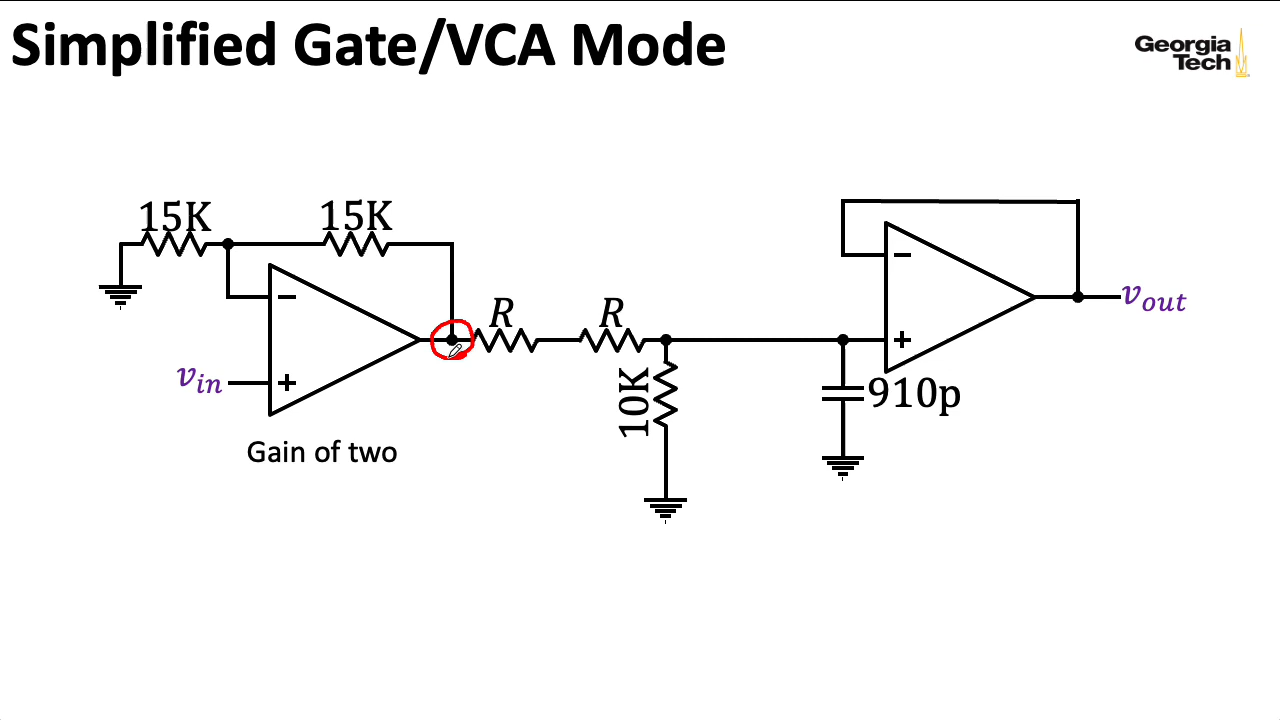 Simplified Gate/VCA Mode
Georgia
Tech
15K
15K
R
R
10K
910p
v_in
v_out
Gain of two
− + − +